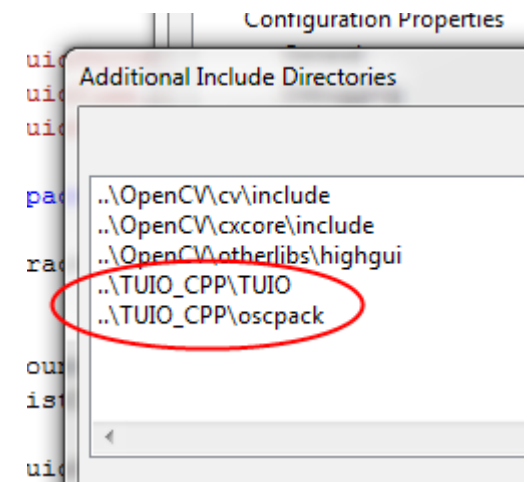 Configuration Properties
Additional Include Directories
..\OpenCV\cv\include
..\OpenCV\cxcore\include
..\OpenCV\otherlibs\highgui
..\TUIO_CPP\TUIO
..\TUIO_CPP\oscpack